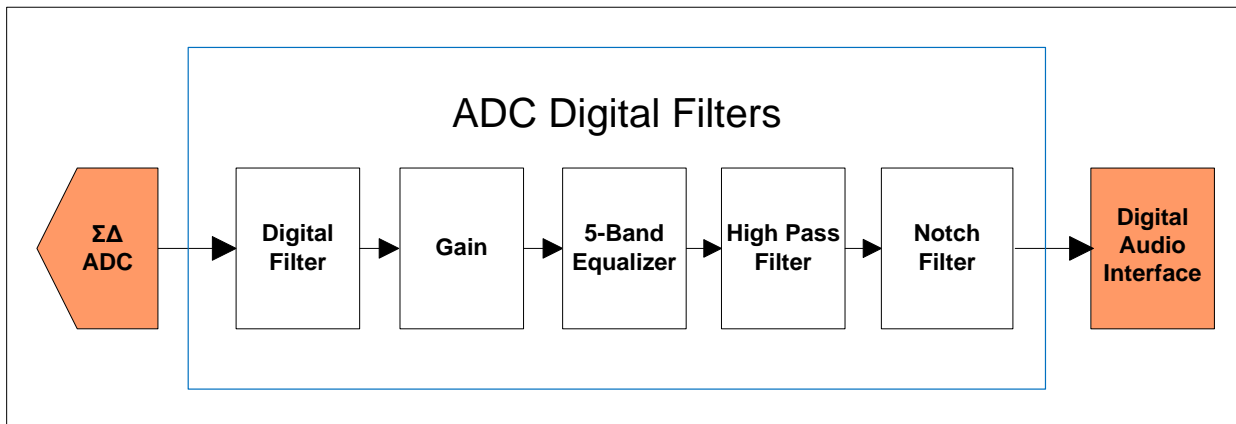 ADC Digital Filters
ΣΔ
ADC
Digital
Filter
Gain
5-Band
Equalizer
High Pass
Filter
Notch
Filter
Digital
Audio
Interface